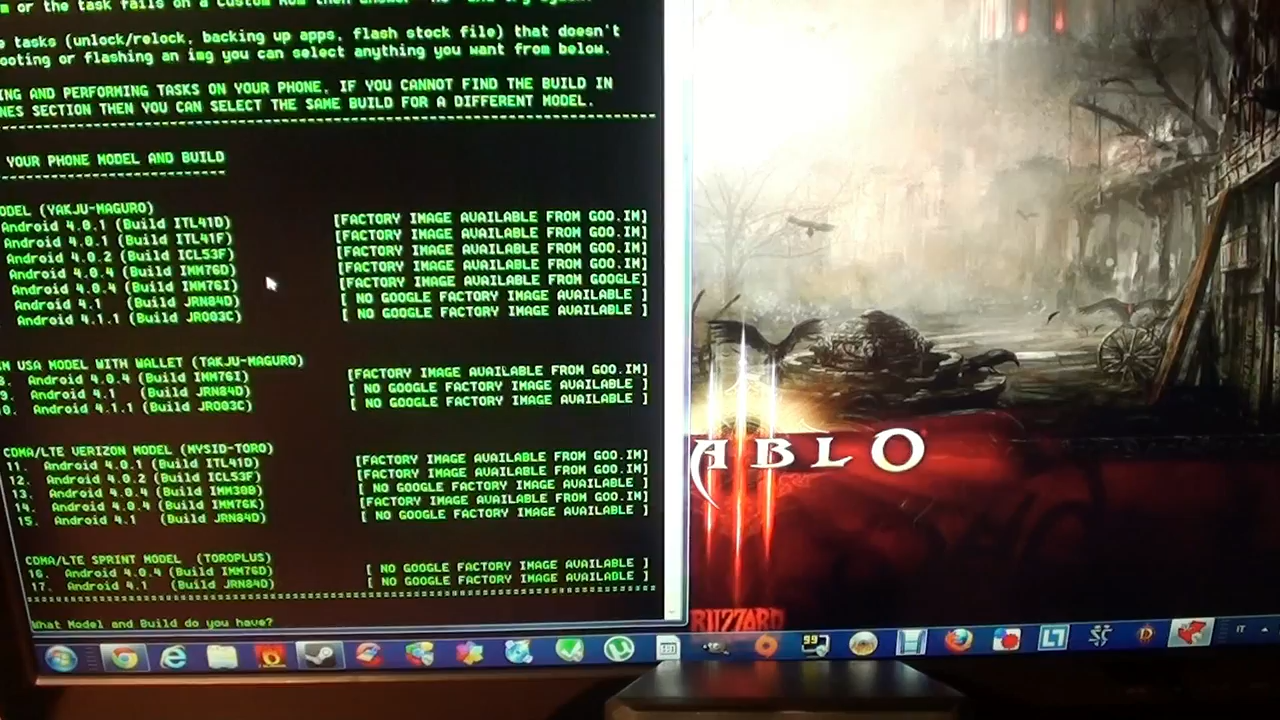 or the task fails on a Custom Rom then answer
tasks (unlock/relock, backing up apps, flash stock file) that doesn't
ooting or flashing an img you can select anything you want from below.
ING AND PERFORMING TASKS ON YOUR PHONE. IF YOU CANNOT FIND THE BUILD IN
NES SECTION THEN YOU CAN SELECT THE SAME BUILD FOR A DIFFERENT MODEL.
YOUR PHONE MODEL AND BUILD
ODEL (YAKJU-MAGURO)
Android 4.0.1 (Build ITL41D) [FACTORY IMAGE AVAILABLE FROM GOO.IM]
Android 4.0.1 (Build ITL41F) [FACTORY IMAGE AVAILABLE FROM GOO.IM]
Android 4.0.2 (Build ICL53F) [FACTORY IMAGE AVAILABLE FROM GOO.IM]
Android 4.0.4 (Build IMM76D) [FACTORY IMAGE AVAILABLE FROM GOO.IM]
Android 4.0.4 (Build IMM76I) [FACTORY IMAGE AVAILABLE FROM GOOGLE]
Android 4.1 (Build JRN84D) [ NO GOOGLE FACTORY IMAGE AVAILABLE ]
Android 4.1.1 (Build JRO03C) [ NO GOOGLE FACTORY IMAGE AVAILABLE ]
M USA MODEL WITH WALLET (TAKJU-MAGURO)
8. Android 4.0.4 (Build IMM76I) [FACTORY IMAGE AVAILABLE FROM GOO.IM]
9. Android 4.1 (Build JRN84D) [ NO GOOGLE FACTORY IMAGE AVAILABLE ]
0. Android 4.1.1 (Build JRO03C) [ NO GOOGLE FACTORY IMAGE AVAILABLE ]
CDMA/LTE VERIZON MODEL (MYSID-TORO)
11. Android 4.0.1 (Build ITL41D) [FACTORY IMAGE AVAILABLE FROM GOO.IM]
12. Android 4.0.2 (Build ICL53F) [FACTORY IMAGE AVAILABLE FROM GOO.IM]
13. Android 4.0.4 (Build IMM30B) [ NO GOOGLE FACTORY IMAGE AVAILABLE ]
14. Android 4.0.4 (Build IMM76K) [FACTORY IMAGE AVAILABLE FROM GOO.IM]
15. Android 4.1 (Build JRN84D) [ NO GOOGLE FACTORY IMAGE AVAILABLE ]
CDMA/LTE SPRINT MODEL (TOROPLUS)
16. Android 4.0.4 (Build IMM76D) [ NO GOOGLE FACTORY IMAGE AVAILABLE ]
17. Android 4.1 (Build JRN84D) [ NO GOOGLE FACTORY IMAGE AVAILABLE ]
What Model and Build do you have?
ABLO
BLIZZARD
99
IT